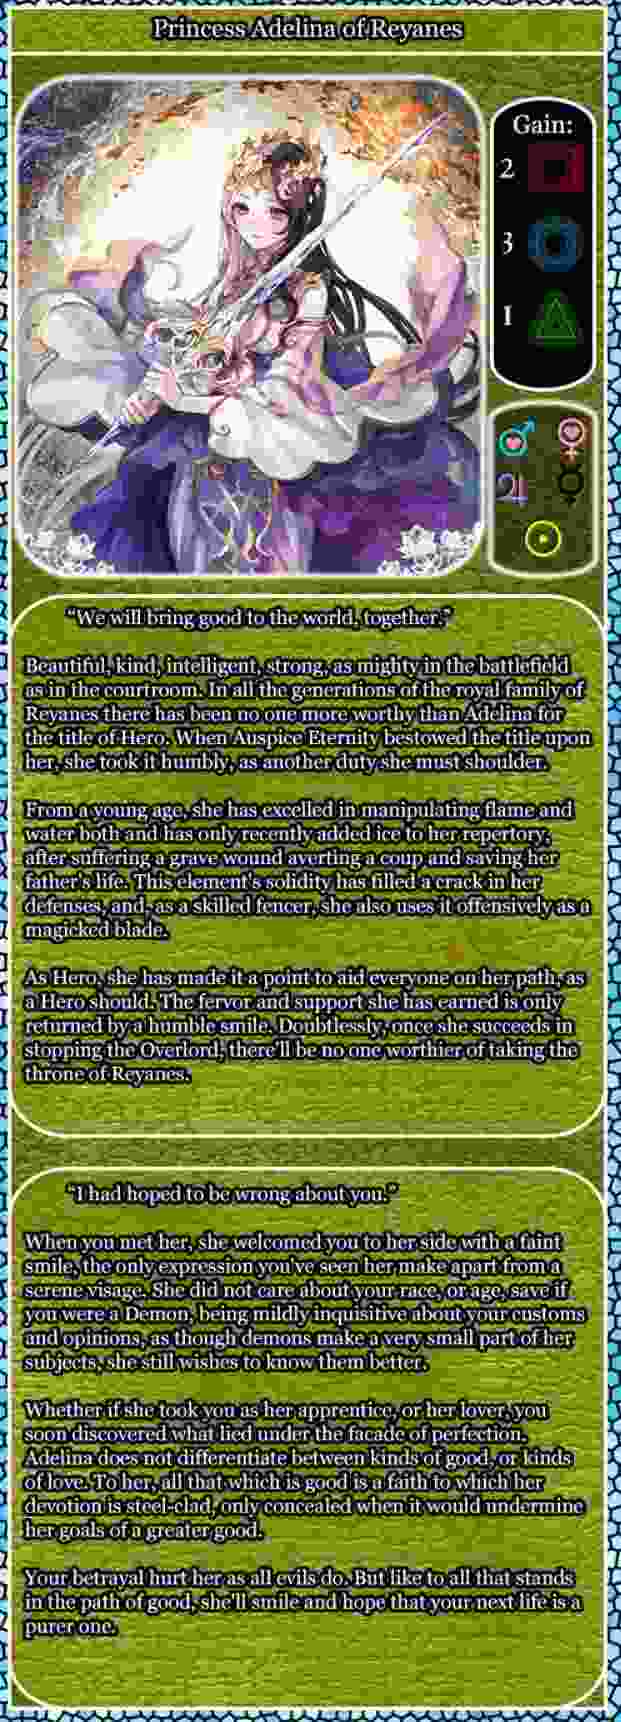 Princess Adelina of Reyanes
Gain:
2
3
1
"We will bring good to the world, together."
Beautiful, kind, intelligent, strong, as mighty in the battlefield
as in the courtroom. In all the generations of the royal family of
Reyanes there has been no one more worthy than Adelina for
the title of Hero. When Auspice Eternity bestowed the title upon
her, she took it humbly, as another duty she must shoulder.
From a young age, she has excelled in manipulating flame and
water both and has only recently added ice to her repertory,
after suffering a grave wound averting a coup and saving her
father's life. This element's solidity has filled a crack in her
defenses, and, as a skilled fencer, she also uses it offensively as a
magicked blade.
As Hero, she has made it a point to aid everyone on her path, as
a Hero should. The fervor and support she has earned is only
returned by a humble smile. Doubtlessly, once she succeeds in
stopping the Overlord, there'll be no one worthier of taking the
throne of Reyanes.
"I had hoped to be wrong about you."
When you met her, she welcomed you to her side with a faint
smile, the only expression you've seen her make apart from a
serene visage. She did not care about your race, or age, save if
you were a Demon, being mildly inquisitive about your customs
and opinions, as though demons make a very small part of her
subjects, she still wishes to know them better.
Whether if she took you as her apprentice, or her lover, you
soon discovered what lied under the facade of perfection.
Adelina does not differentiate between kinds of good, or kinds
of love. To her, all that which is good is a faith to which her
devotion is steel-clad, only concealed when it would undermine
her goals of a greater good.
Your betrayal hurt her as all evils do. But like to all that stands
in the path of good, she'll smile and hope that your next life is a
purer one.